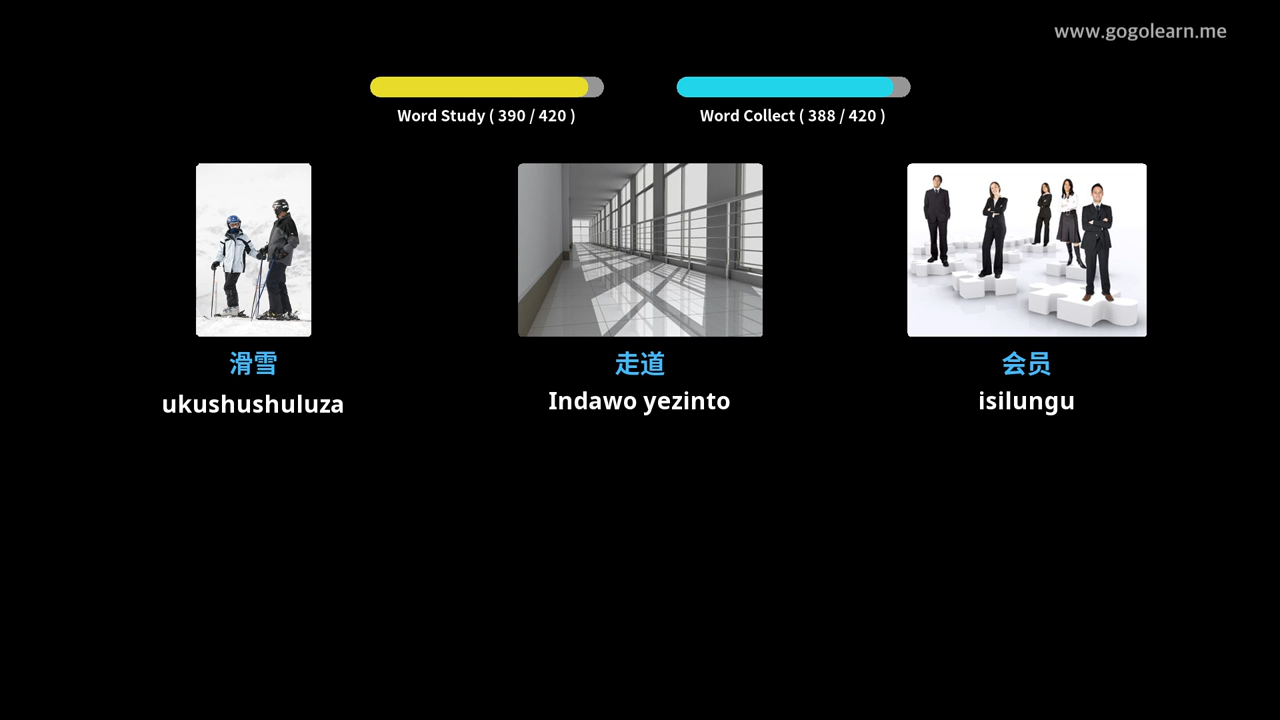 www.gogolearn.me
Word Study ( 390 / 420 )
Word Collect ( 388 / 420 )
滑雪
走道
会员
ukushushuluza
Indawo yezinto
isilungu